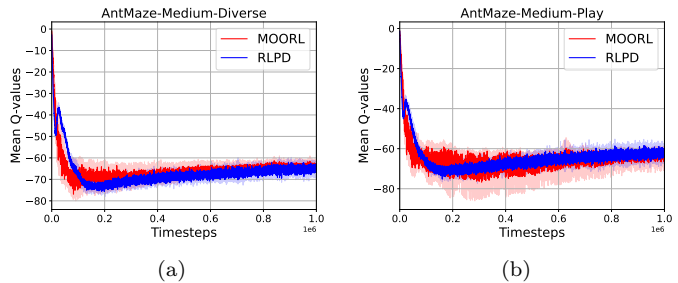 AntMaze-Medium-Diverse
MOORL
RLPD
0
−10
−20
−30
−40
−50
−60
−70
−80
Mean Q-values
0.0 0.2 0.4 0.6 0.8 1.0
Timesteps
1e6
(a)
AntMaze-Medium-Play
MOORL
RLPD
0
−20
−40
−60
−80
Mean Q-values
0.0 0.2 0.4 0.6 0.8 1.0
Timesteps
1e6
(b)